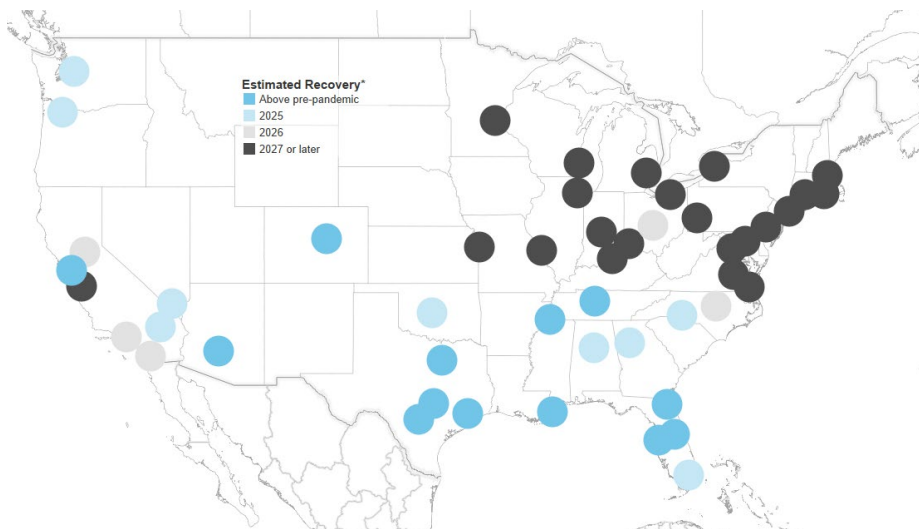 Estimated Recovery*
Above pre-pandemic
2025
2026
2027 or later